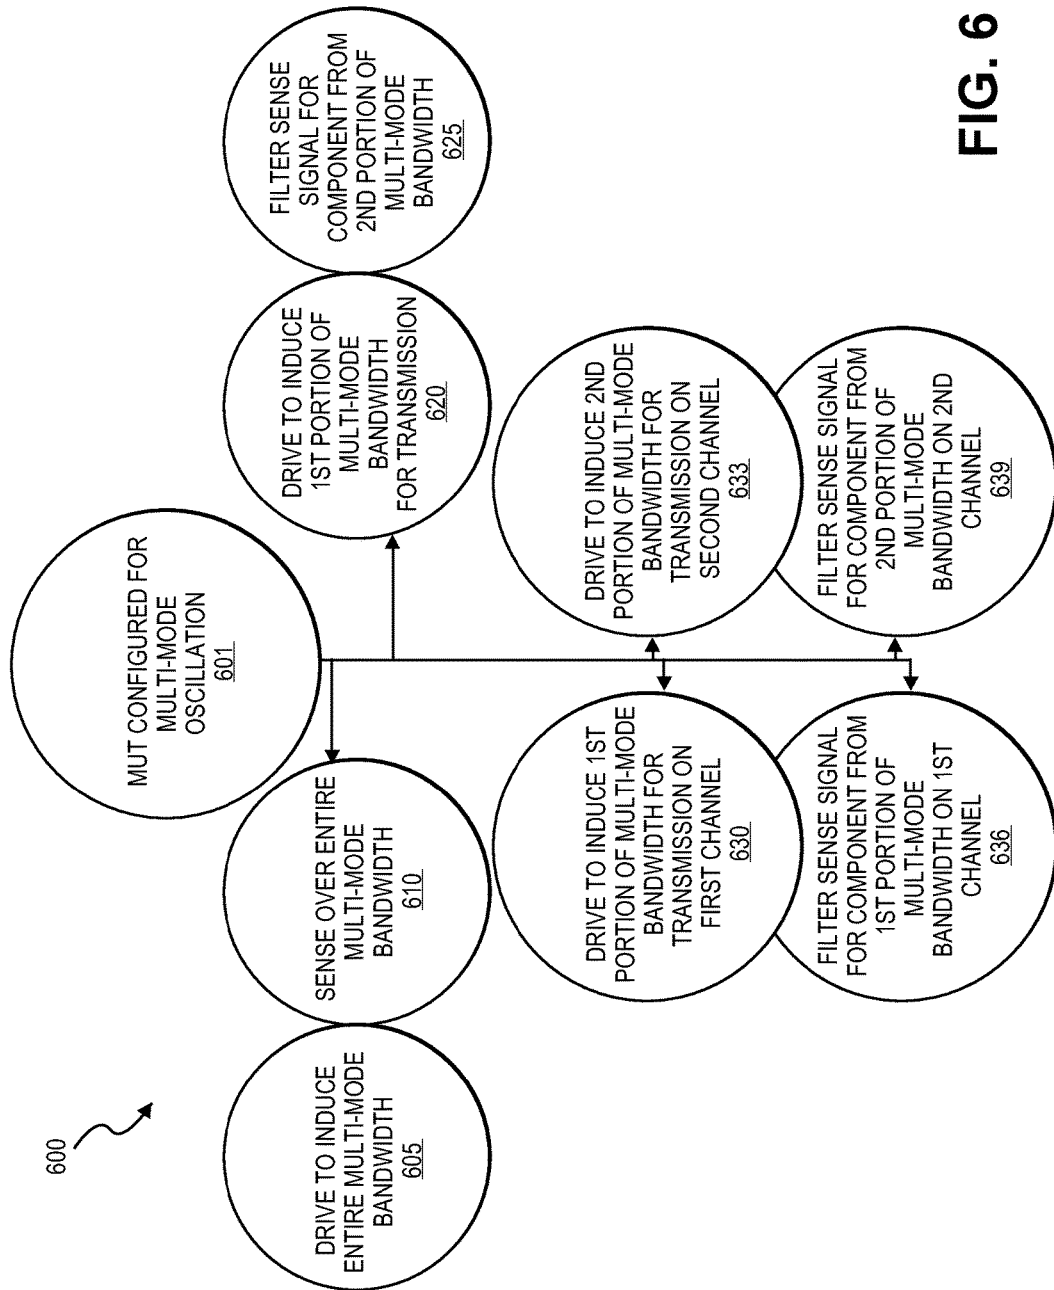 600
MUT CONFIGURED FOR
MULTI-MODE
OSCILLATION
601
DRIVE TO INDUCE
ENTIRE MULTI-MODE
BANDWIDTH
605
SENSE OVER ENTIRE
MULTI-MODE
BANDWIDTH
610
DRIVE TO INDUCE
1ST PORTION OF
MULTI-MODE
BANDWIDTH
FOR TRANSMISSION
620
FILTER SENSE
SIGNAL FOR
COMPONENT FROM
2ND PORTION OF
MULTI-MODE
BANDWIDTH
625
DRIVE TO INDUCE 1ST
PORTION OF MULTI-MODE
BANDWIDTH FOR
TRANSMISSION ON
FIRST CHANNEL
630
DRIVE TO INDUCE 2ND
PORTION OF MULTI-MODE
BANDWIDTH FOR
TRANSMISSION ON
SECOND CHANNEL
633
FILTER SENSE SIGNAL
FOR COMPONENT FROM
1ST PORTION OF
MULTI-MODE
BANDWIDTH ON 1ST
CHANNEL
636
FILTER SENSE SIGNAL
FOR COMPONENT FROM
2ND PORTION OF
MULTI-MODE
BANDWIDTH ON 2ND
CHANNEL
639
FIG. 6